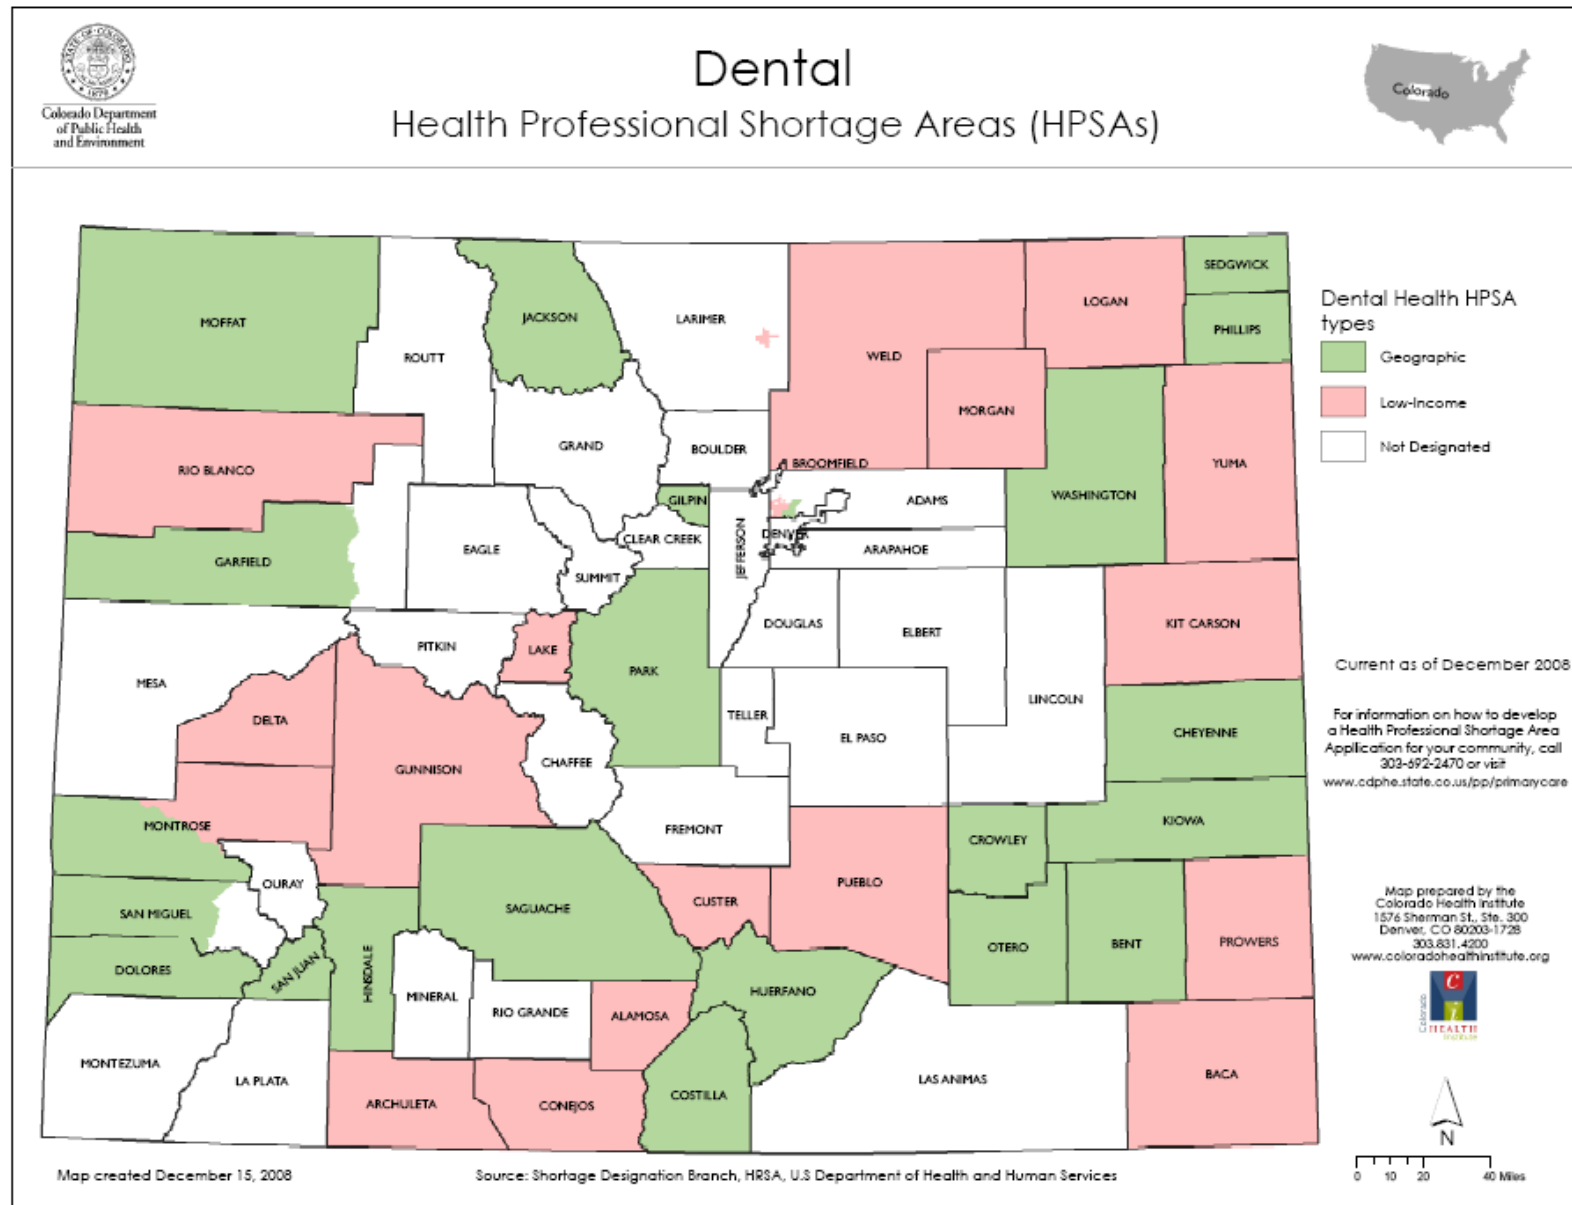 STATE OF COLORADO
1876
Colorado Department
of Public Health
and Environment
Dental
Health Professional Shortage Areas (HPSAs)
Colorado
MOFFAT
ROUTT
JACKSON
LARIMER
WELD
LOGAN
SEDGWICK
PHILLIPS
MORGAN
RIO BLANCO
GRAND
BOULDER
BROOMFIELD
WASHINGTON
YUMA
GARFIELD
EAGLE
SUMMIT
GILPIN
CLEAR CREEK
JEFFERSON
DENVER
ADAMS
ARAPAHOE
MESA
PITKIN
LAKE
PARK
DOUGLAS
ELBERT
LINCOLN
KIT CARSON
DELTA
GUNNISON
CHAFFEE
TELLER
EL PASO
CHEYENNE
MONTROSE
OURAY
FREMONT
CROWLEY
KIOWA
SAN MIGUEL
SAGUACHE
CUSTER
PUEBLO
OTERO
BENT
PROWERS
DOLORES
SAN JUAN
HINSDALE
MINERAL
RIO GRANDE
ALAMOSA
HUERFANO
MONTEZUMA
LA PLATA
ARCHULETA
CONEJOS
COSTILLA
LAS ANIMAS
BACA
Dental Health HPSA
types
Geographic
Low-Income
Not Designated
Current as of December 2008
For information on how to develop
a Health Professional Shortage Area
Appllication for your community, call
303-692-2470 or visit
www.cdphe.state.co.us/pp/primarycare
Map prepared by the
Colorado Health Institute
1576 Sherman St., Ste. 300
Denver, CO 80203-1728
303.831.4200
www.coloradohealthinstitute.org
Colorado
c
i
HEALTH
Institute
N
0 10 20 40 Miles
Map created December 15, 2008
Source: Shortage Designation Branch, HRSA, U.S Department of Health and Human Services